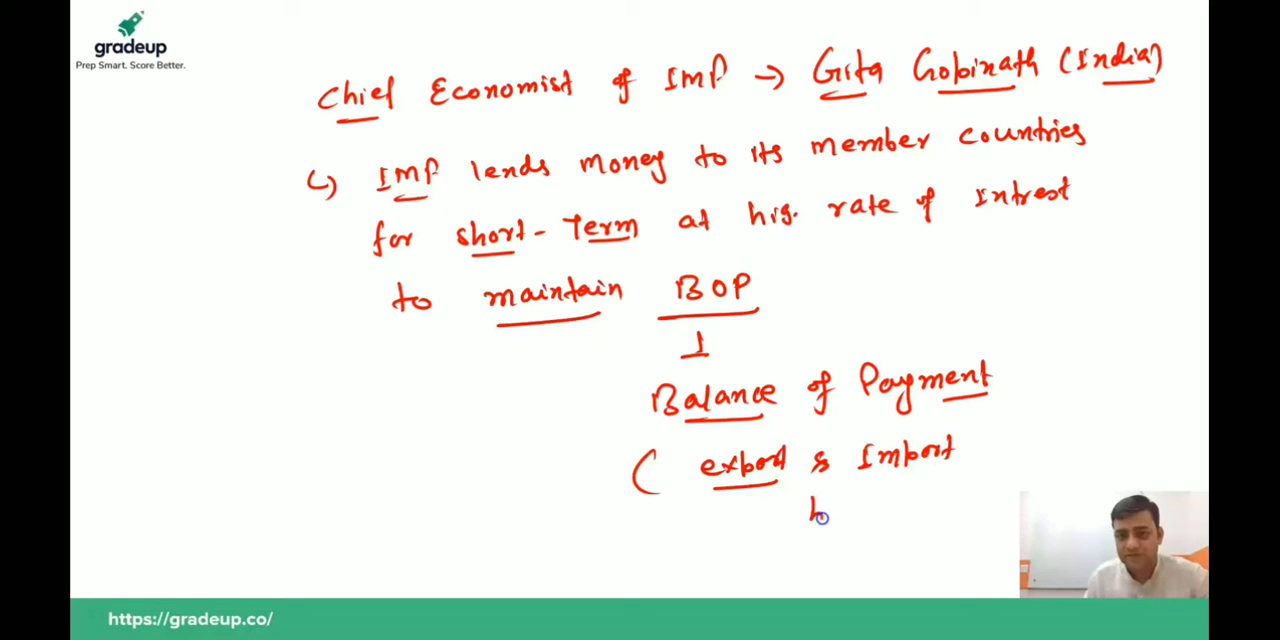 gradeup
Prep Smart. Score Better.
Chief Economist of IMF → Gita Gobinath (India)
↳ IMF lends money to its member countries
for short-Term at hig. rate of Intrest
to maintain BOP
Balance of Payment
( export & Import
https://gradeup.co/